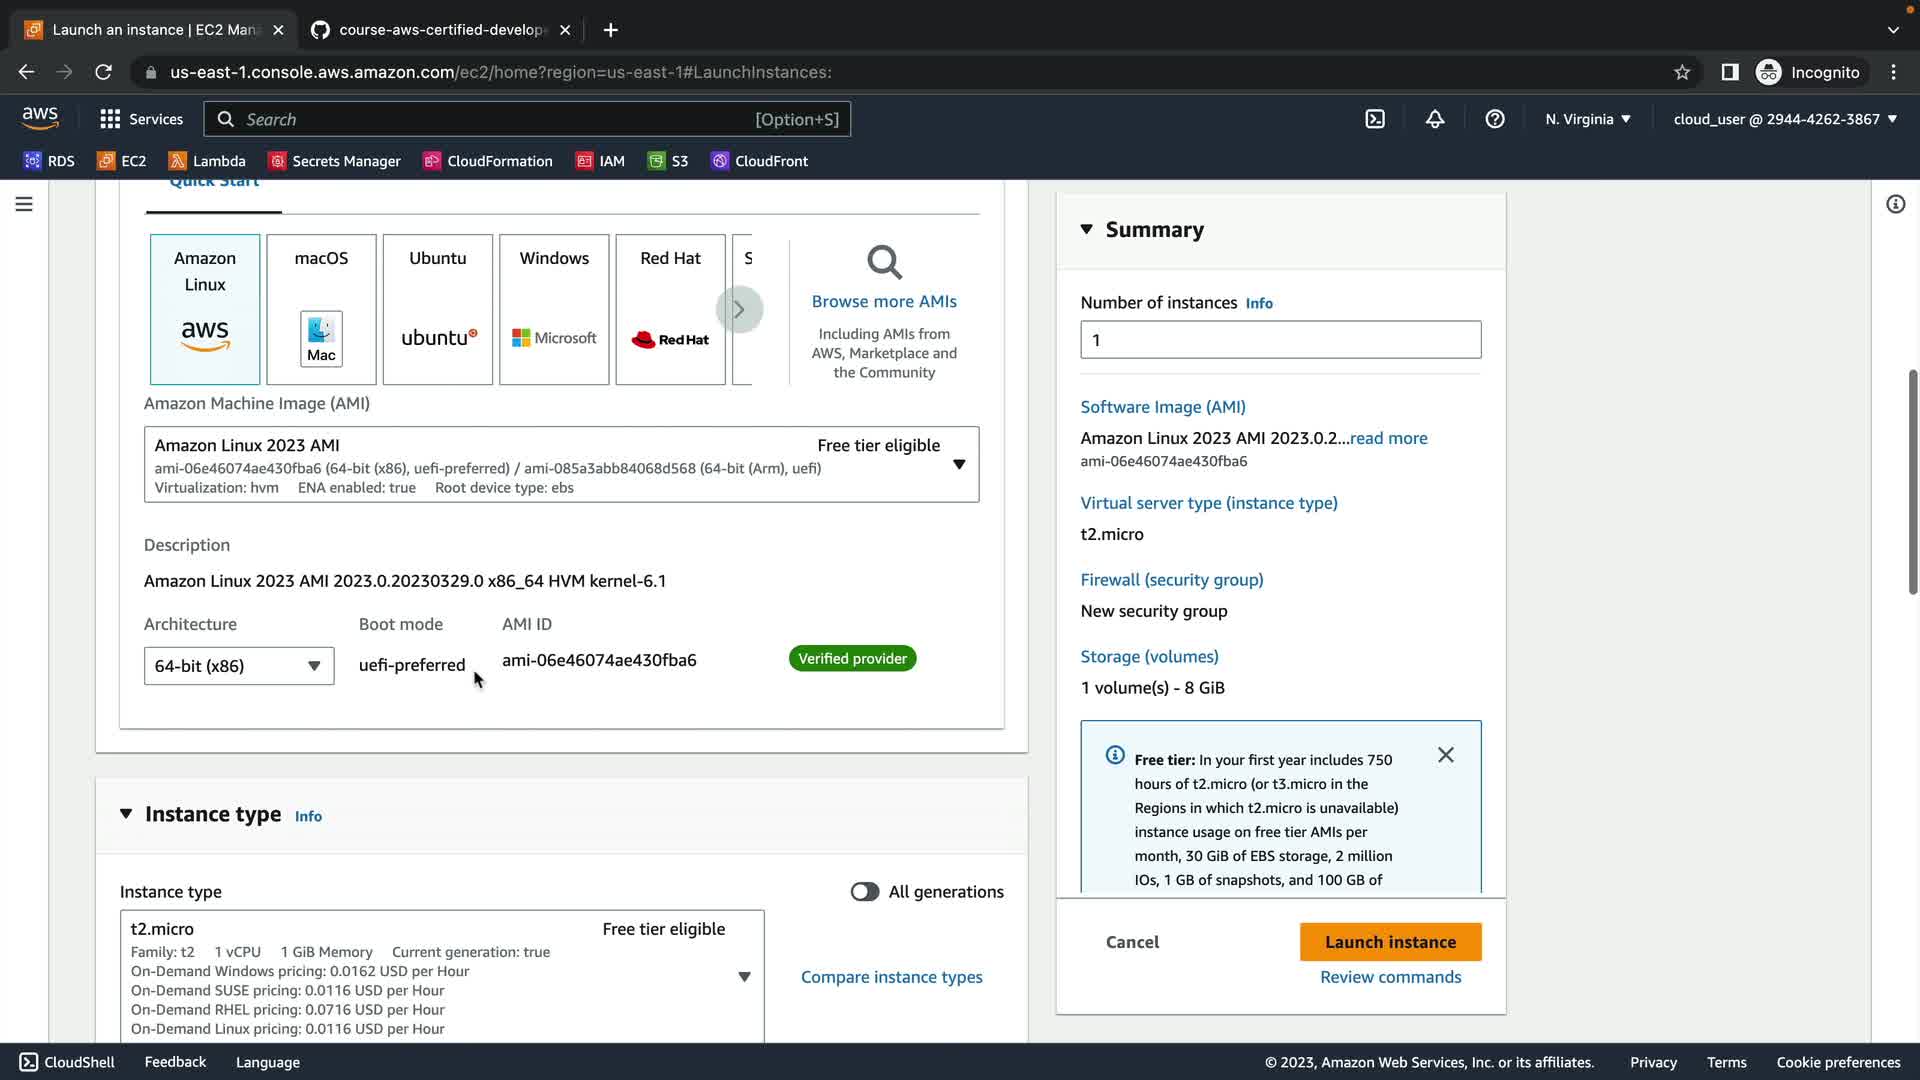 Launch an instance | EC2 Man
course-aws-certified-develop
us-east-1.console.aws.amazon.com/ec2/home?region=us-east-1#LaunchInstances:
Incognito
aws
Services
Search
[Option+S]
N. Virginia
cloud_user @ 2944-4262-3867
RDS
EC2
Lambda
Secrets Manager
CloudFormation
IAM
S3
CloudFront
Quick Start
Amazon Linux
aws
macOS
Mac
Ubuntu
ubuntu
Windows
Microsoft
Red Hat
Red Hat
S
Browse more AMIs
Including AMIs from
AWS, Marketplace and
the Community
Amazon Machine Image (AMI)
Amazon Linux 2023 AMI
Free tier eligible
ami-06e46074ae430fba6 (64-bit (x86), uefi-preferred) / ami-085a3abb84068d568 (64-bit (Arm), uefi)
Virtualization: hvm ENA enabled: true Root device type: ebs
Description
Amazon Linux 2023 AMI 2023.0.20230329.0 x86_64 HVM kernel-6.1
Architecture
Boot mode
AMI ID
64-bit (x86)
uefi-preferred
ami-06e46074ae430fba6
Verified provider
Instance type
Info
Instance type
All generations
t2.micro
Free tier eligible
Family: t2 1 vCPU 1 GiB Memory Current generation: true
On-Demand Windows pricing: 0.0162 USD per Hour
On-Demand SUSE pricing: 0.0116 USD per Hour
On-Demand RHEL pricing: 0.0716 USD per Hour
On-Demand Linux pricing: 0.0116 USD per Hour
Compare instance types
Summary
Number of instances
Info
1
Software Image (AMI)
Amazon Linux 2023 AMI 2023.0.2...read more
ami-06e46074ae430fba6
Virtual server type (instance type)
t2.micro
Firewall (security group)
New security group
Storage (volumes)
1 volume(s) - 8 GiB
Free tier: In your first year includes 750
hours of t2.micro (or t3.micro in the
Regions in which t2.micro is unavailable)
instance usage on free tier AMIs per
month, 30 GiB of EBS storage, 2 million
IOs, 1 GB of snapshots, and 100 GB of
Cancel
Launch instance
Review commands
CloudShell
Feedback
Language
© 2023, Amazon Web Services, Inc. or its affiliates.
Privacy
Terms
Cookie preferences